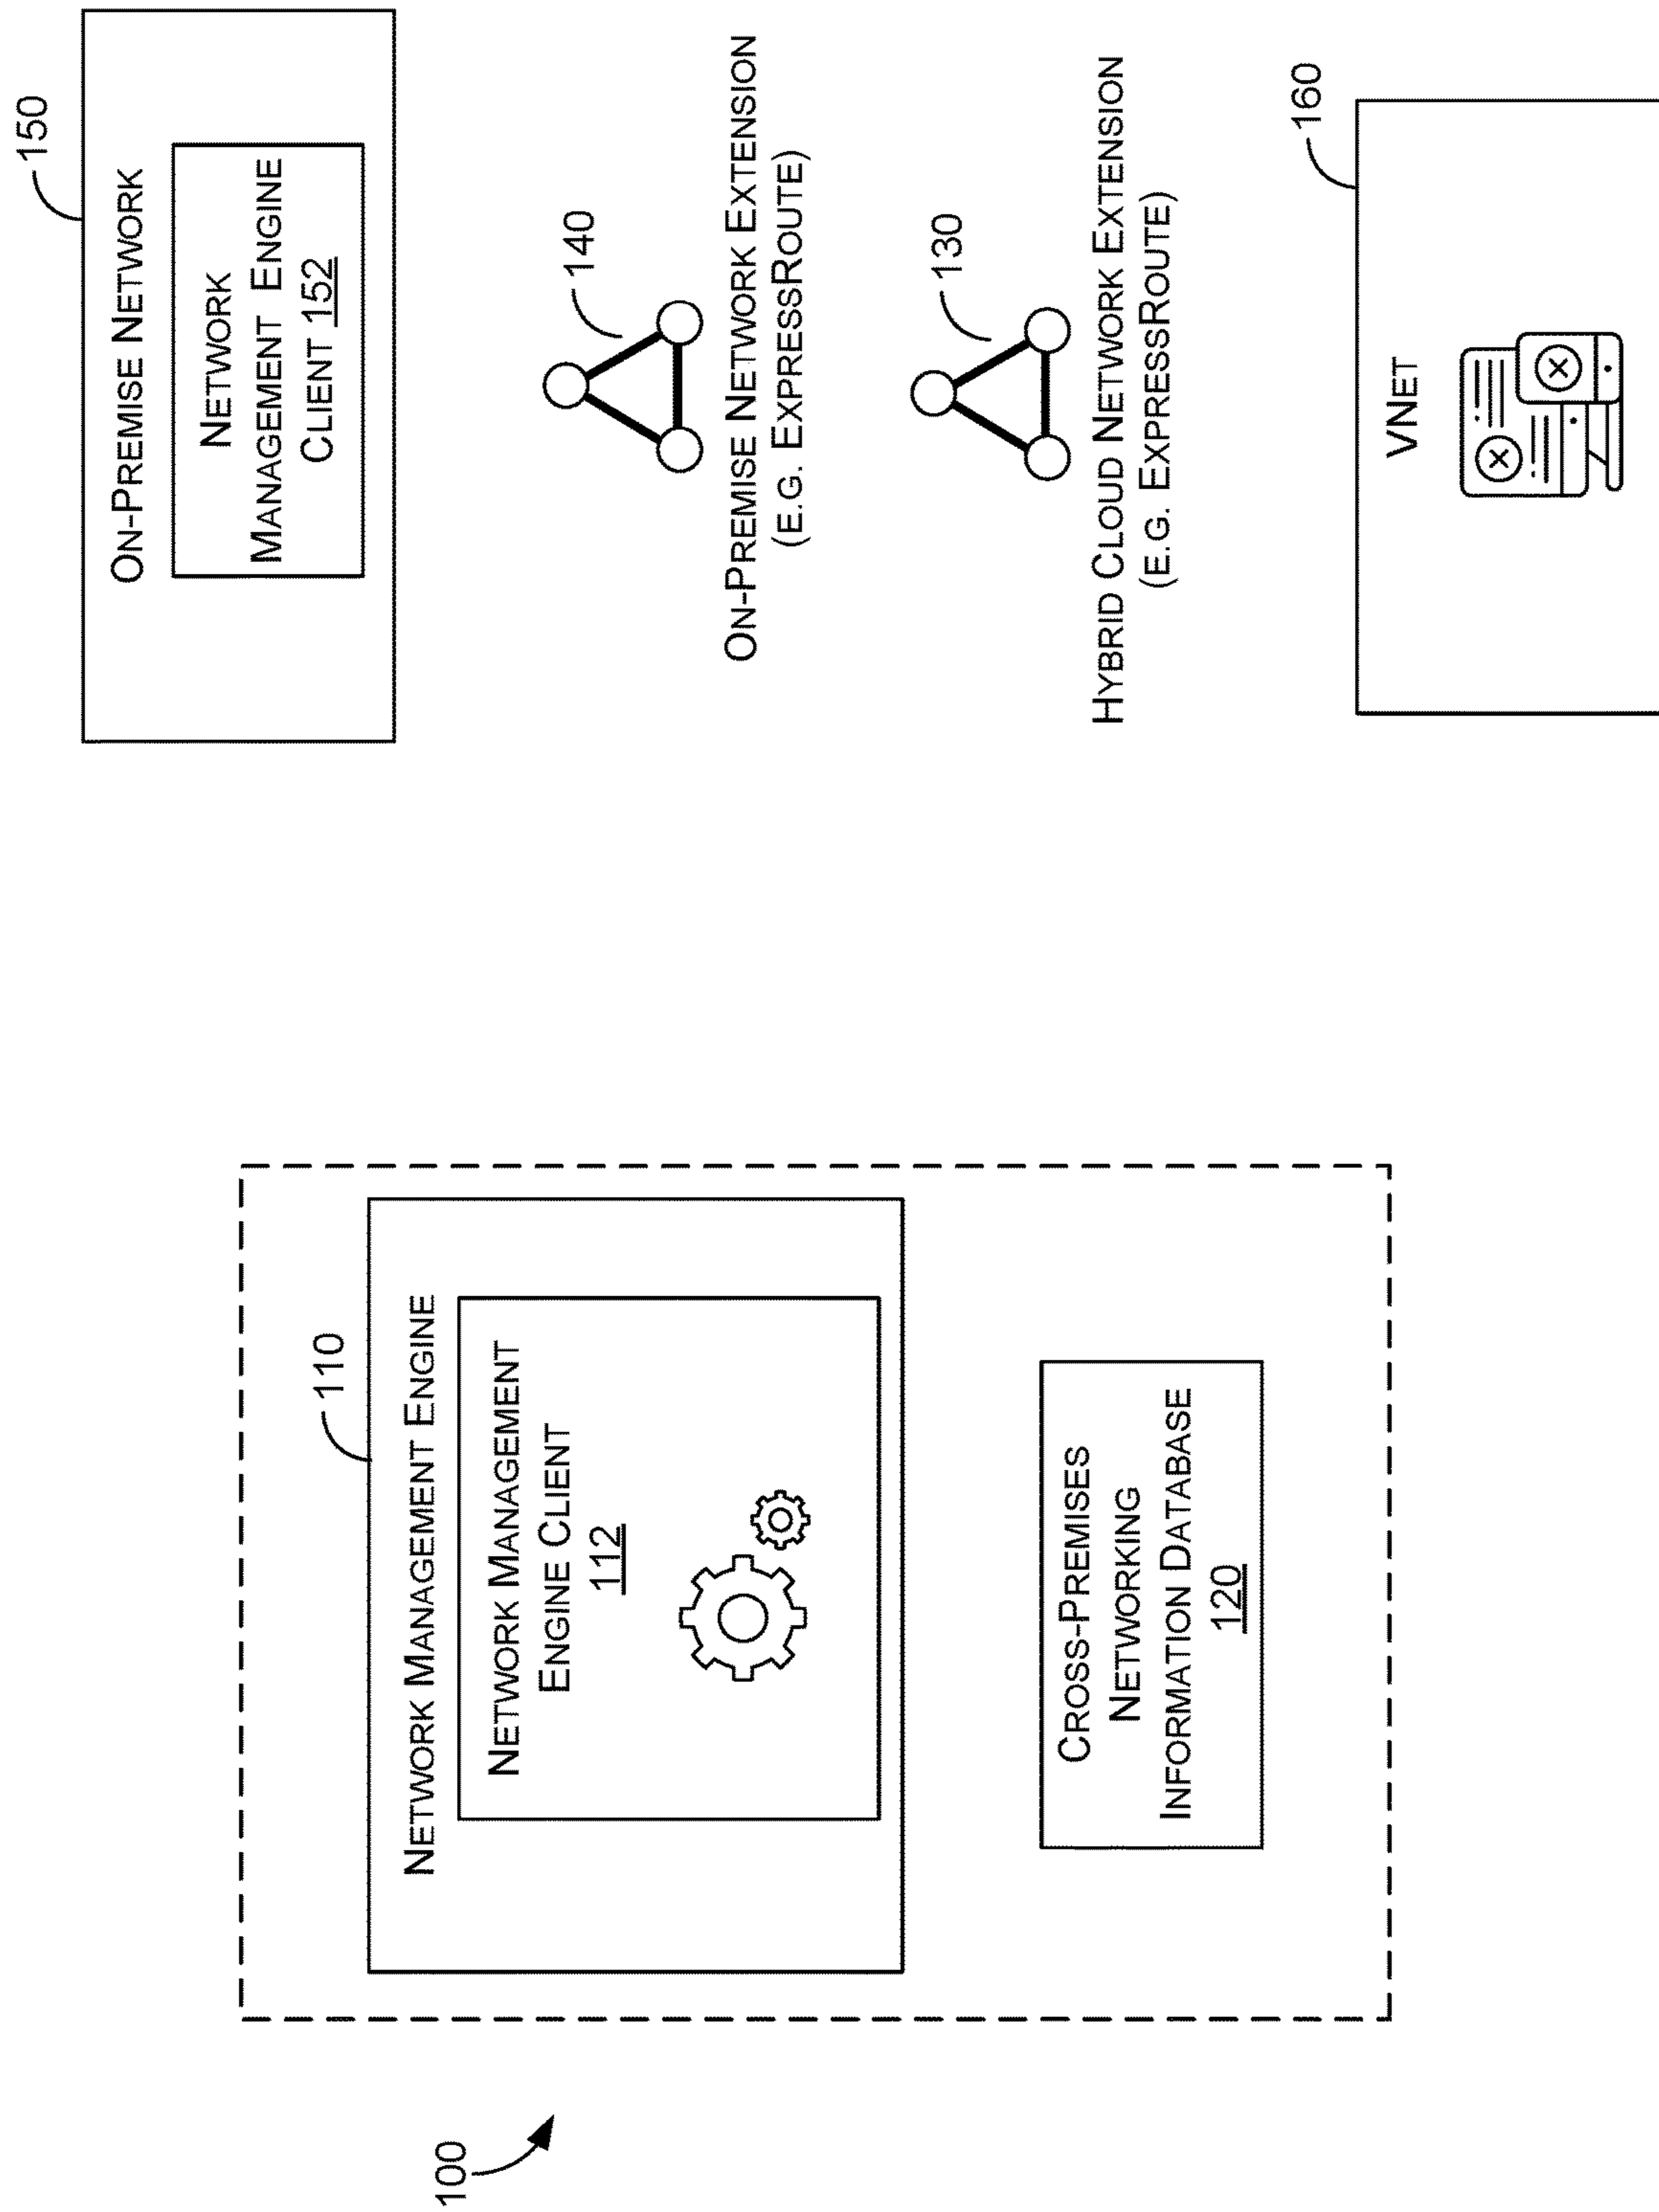 100
110
NETWORK MANAGEMENT ENGINE
NETWORK MANAGEMENT
ENGINE CLIENT
112
CROSS-PREMISES
NETWORKING
INFORMATION DATABASE
120
150
ON-PREMISE NETWORK
NETWORK
MANAGEMENT ENGINE
CLIENT 152
140
ON-PREMISE NETWORK EXTENSION
(E.G. EXPRESSROUTE)
130
HYBRID CLOUD NETWORK EXTENSION
(E.G. EXPRESSROUTE)
160
VNET